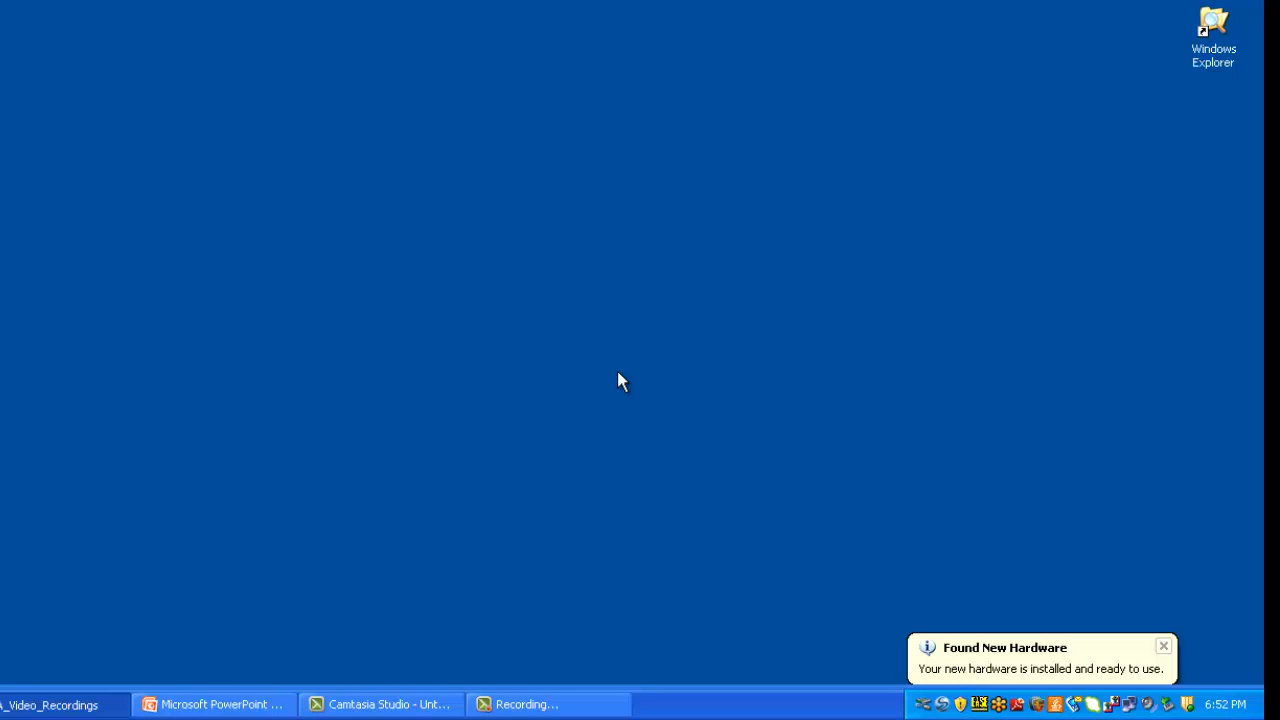 Windows
Explorer
Found New Hardware
Your new hardware is installed and ready to use.
A_Video_Recordings
Microsoft PowerPoint ...
Camtasia Studio - Unt...
Recording...
6:52 PM